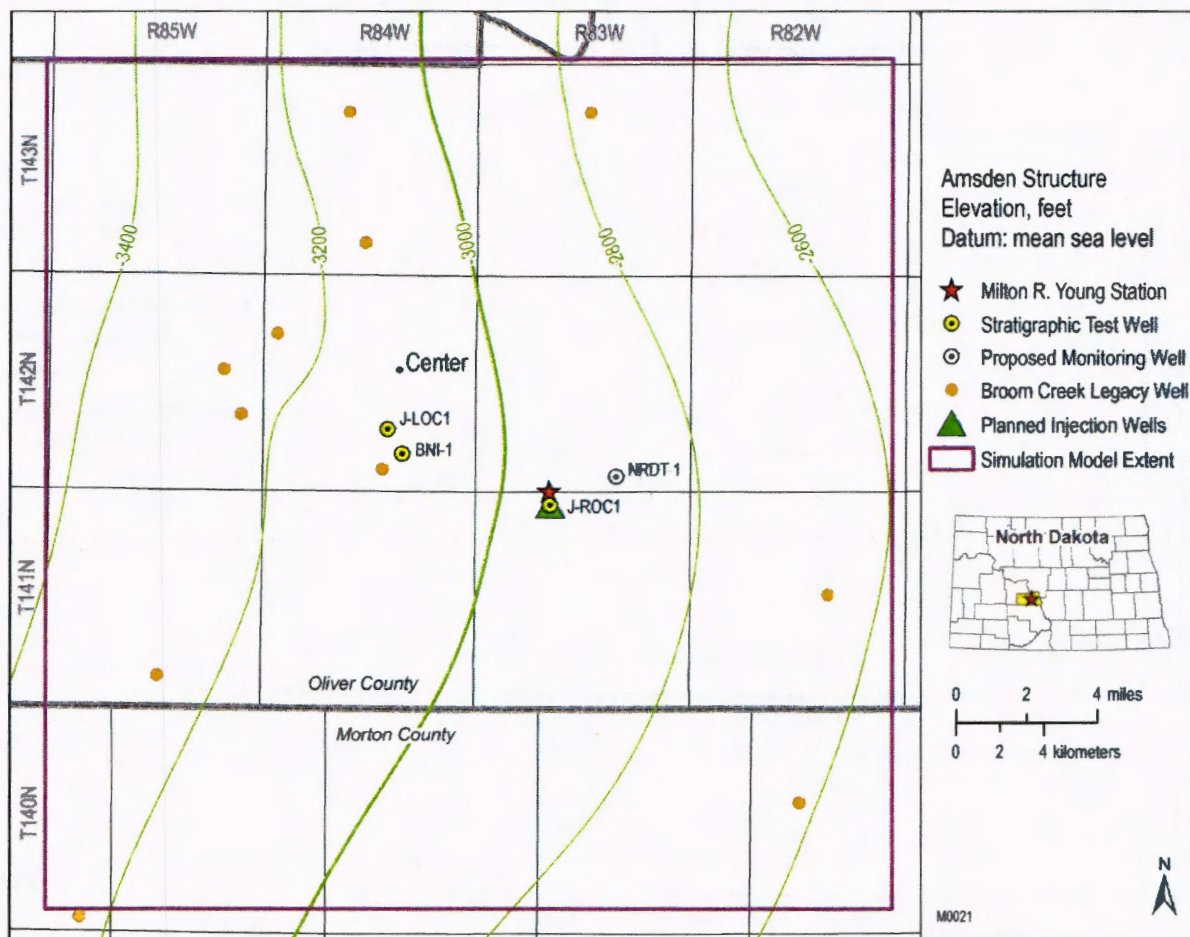 R85W
R84W
R83W
R82W
T143N
T142N
T141N
T140N
-3400
-3200
-3000
-2800
-2600
Center
J-LOC1
BNI-1
NRDT-1
J-ROC1
Oliver County
Morton County
Amsden Structure
Elevation, feet
Datum: mean sea level
Milton R. Young Station
Stratigraphic Test Well
Proposed Monitoring Well
Broom Creek Legacy Well
Planned Injection Wells
Simulation Model Extent
North Dakota
0 2 4 miles
0 2 4 kilometers
N
M0021